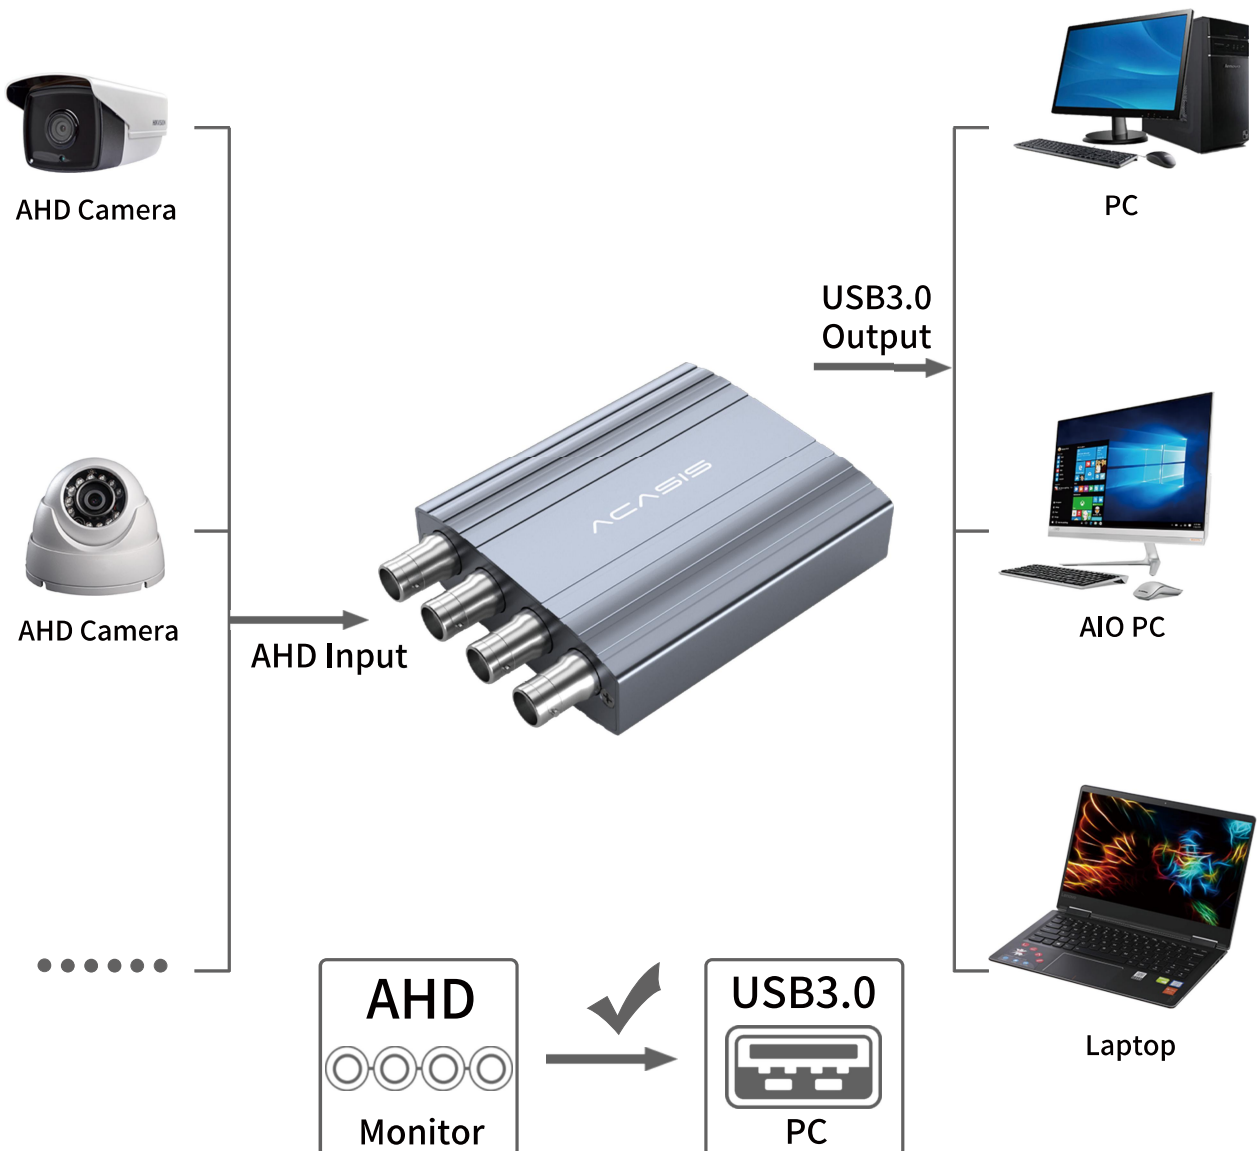 AHD Camera
PC
USB3.0
Output
ACASIS
AHD Camera
AHD Input
AIO PC
AHD
Monitor
USB3.0
PC
Laptop